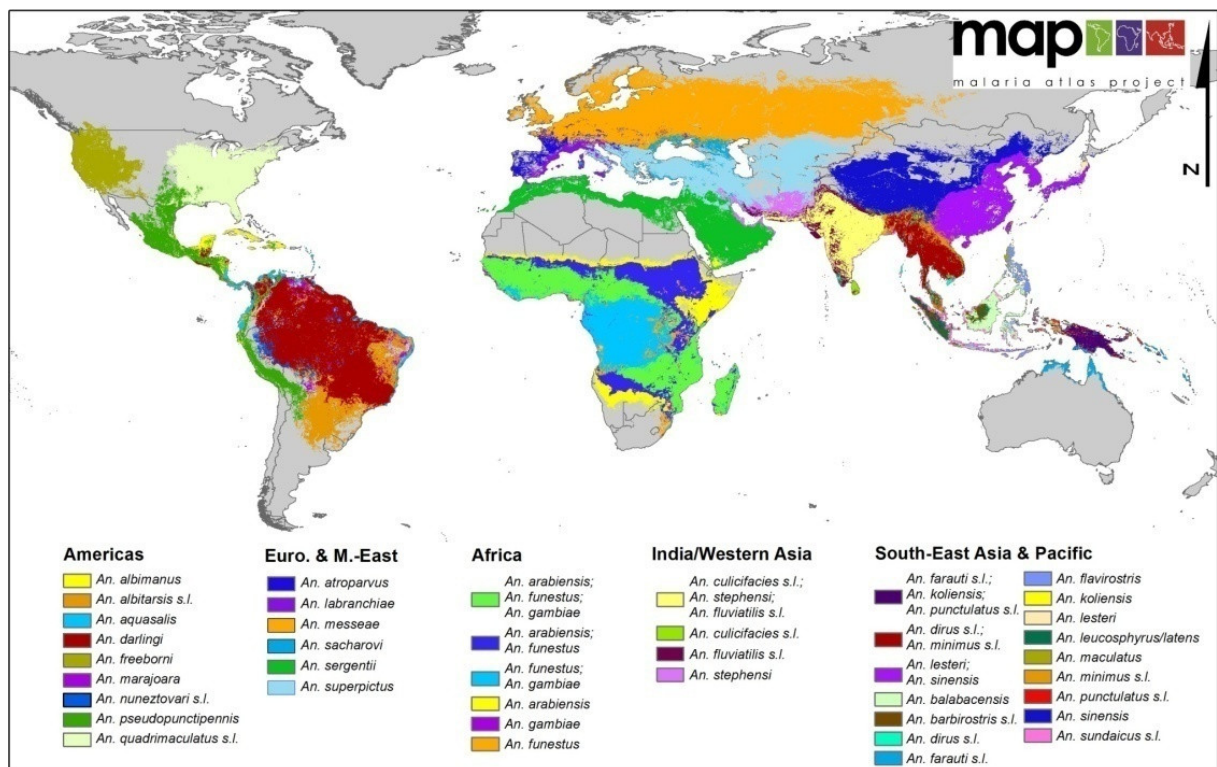 map
malaria atlas project
N
Americas
An. albimanus
An. albitarsis s.l.
An. aquasalis
An. darlingi
An. freeborni
An. marajoara
An. nuneztovari s.l.
An. pseudopunctipennis
An. quadrimaculatus s.l.
Euro. & M.-East
An. atroparvus
An. labranchiae
An. messeae
An. sacharovi
An. sergentii
An. superpictus
Africa
An. arabiensis;
An. funestus;
An. gambiae
An. arabiensis;
An. funestus
An. funestus;
An. gambiae
An. arabiensis
An. gambiae
An. funestus
India/Western Asia
An. culicifacies s.l.;
An. stephensi;
An. fluviatilis s.l.
An. culicifacies s.l.
An. fluviatilis s.l.
An. stephensi
South-East Asia & Pacific
An. farauti s.l.;
An. koliensis;
An. punctulatus s.l.
An. dirus s.l.;
An. minimus s.l.
An. lesteri;
An. sinensis
An. balabacensis
An. barbirostris s.l.
An. dirus s.l.
An. farauti s.l.
An. flavirostris
An. koliensis
An. lesteri
An. leucosphyrus/latens
An. maculatus
An. minimus s.l.
An. punctulatus s.l.
An. sinensis
An. sundaicus s.l.